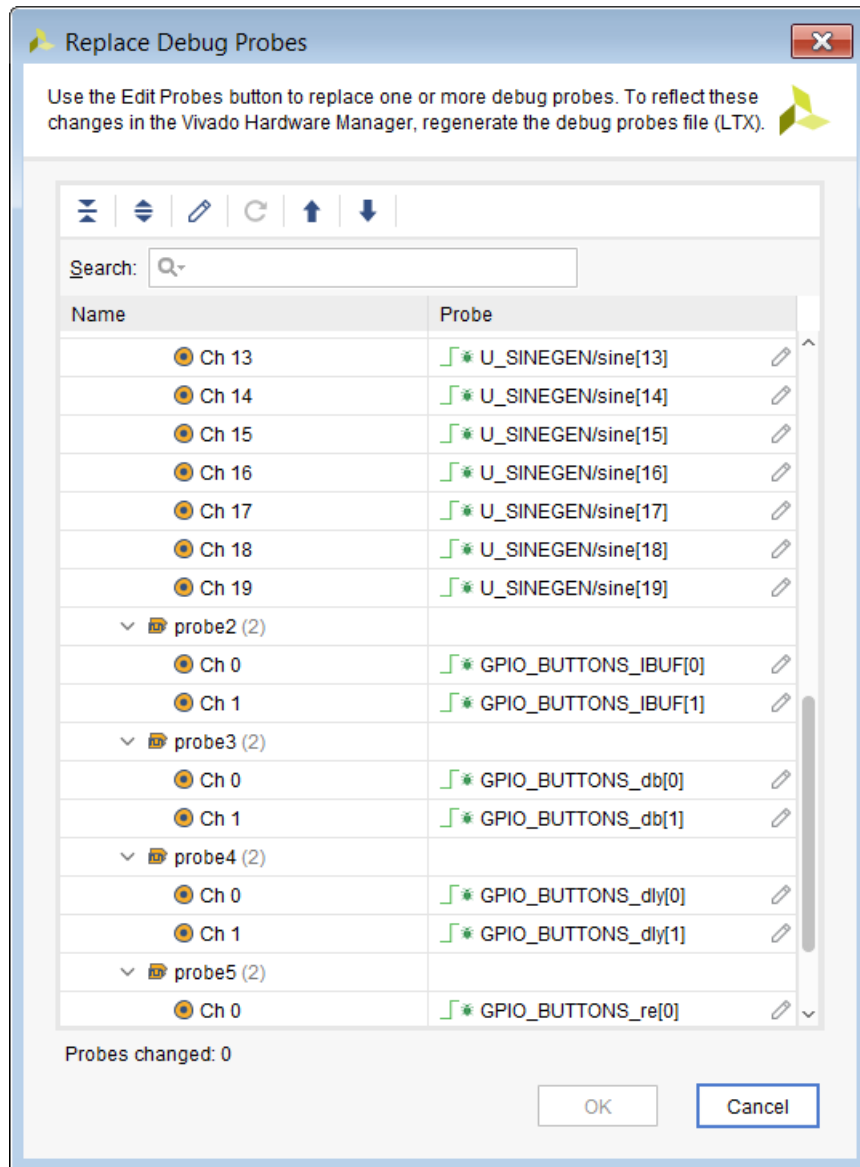 Replace Debug Probes
Use the Edit Probes button to replace one or more debug probes. To reflect these
changes in the Vivado Hardware Manager, regenerate the debug probes file (LTX).
Search:
Name Probe
Ch 13 U_SINEGEN/sine[13]
Ch 14 U_SINEGEN/sine[14]
Ch 15 U_SINEGEN/sine[15]
Ch 16 U_SINEGEN/sine[16]
Ch 17 U_SINEGEN/sine[17]
Ch 18 U_SINEGEN/sine[18]
Ch 19 U_SINEGEN/sine[19]
probe2 (2)
Ch 0 GPIO_BUTTONS_IBUF[0]
Ch 1 GPIO_BUTTONS_IBUF[1]
probe3 (2)
Ch 0 GPIO_BUTTONS_db[0]
Ch 1 GPIO_BUTTONS_db[1]
probe4 (2)
Ch 0 GPIO_BUTTONS_dly[0]
Ch 1 GPIO_BUTTONS_dly[1]
probe5 (2)
Ch 0 GPIO_BUTTONS_re[0]
Probes changed: 0
OK Cancel